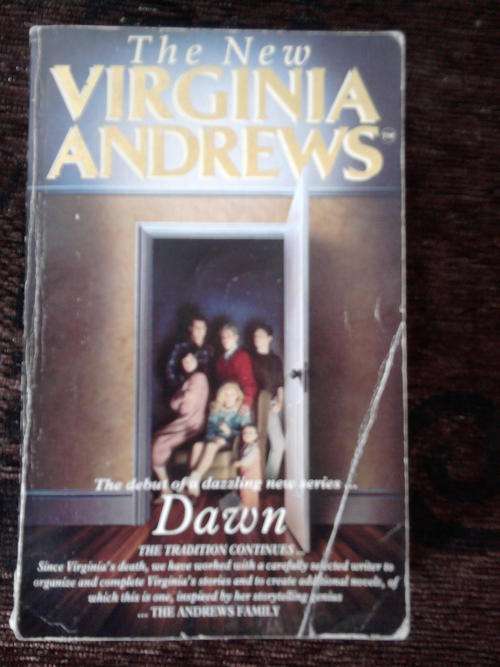 The New
VIRGINIA
ANDREWS™
The debut of a dazzling new series ...
Dawn
THE TRADITION CONTINUES ...
Since Virginia's death, we have worked with a carefully selected writer to
organize and complete Virginia's stories and to create additional novels, of
which this is one, inspired by her storytelling genius
... THE ANDREWS FAMILY